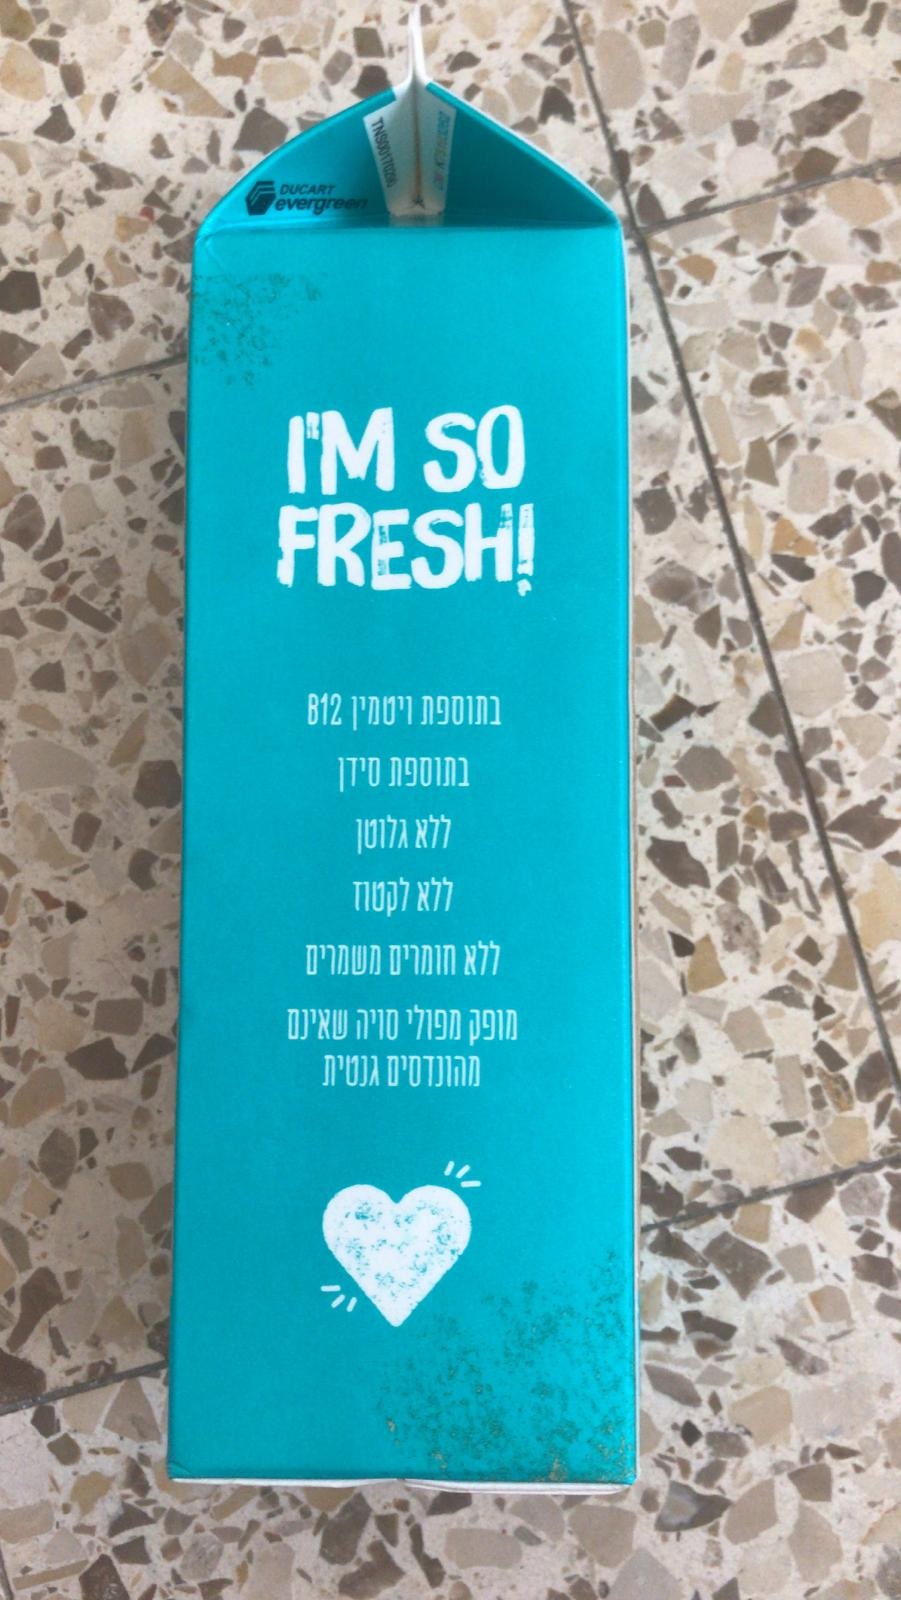 TNS00170290
DUCART
evergreen
I'M SO
FRESH!
בתוספת ויטמין B12
בתוספת סידן
ללא גלוטן
ללא לקטוז
ללא חומרים משמרים
מופק מפולי סויה שאינם
מהונדסים גנטית